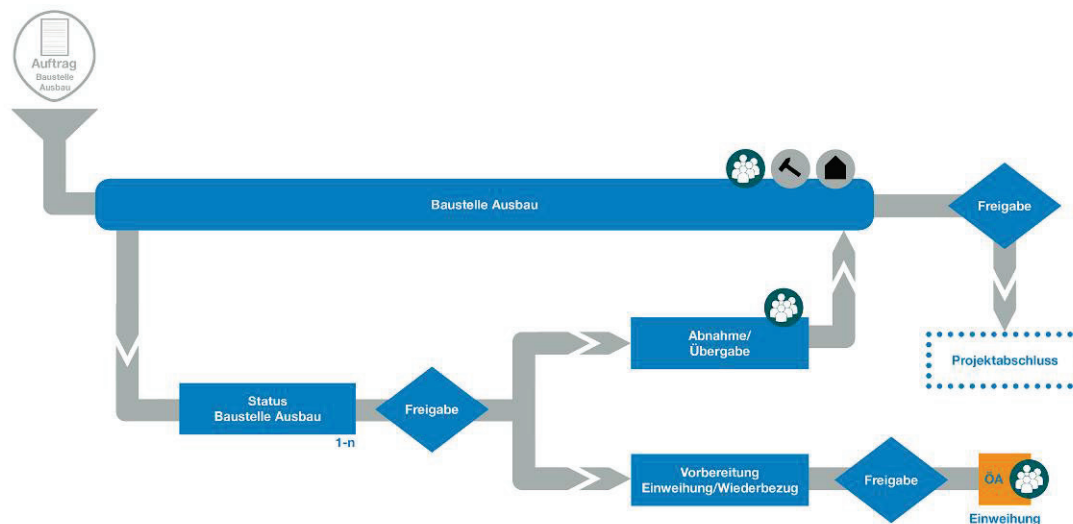 Auftrag
Baustelle
Ausbau
Baustelle Ausbau
Freigabe
Abnahme/
Übergabe
Projektabschluss
Status
Baustelle Ausbau
1-n
Freigabe
Vorbereitung
Einweihung/Wiederbezug
Freigabe
ÖA
Einweihung